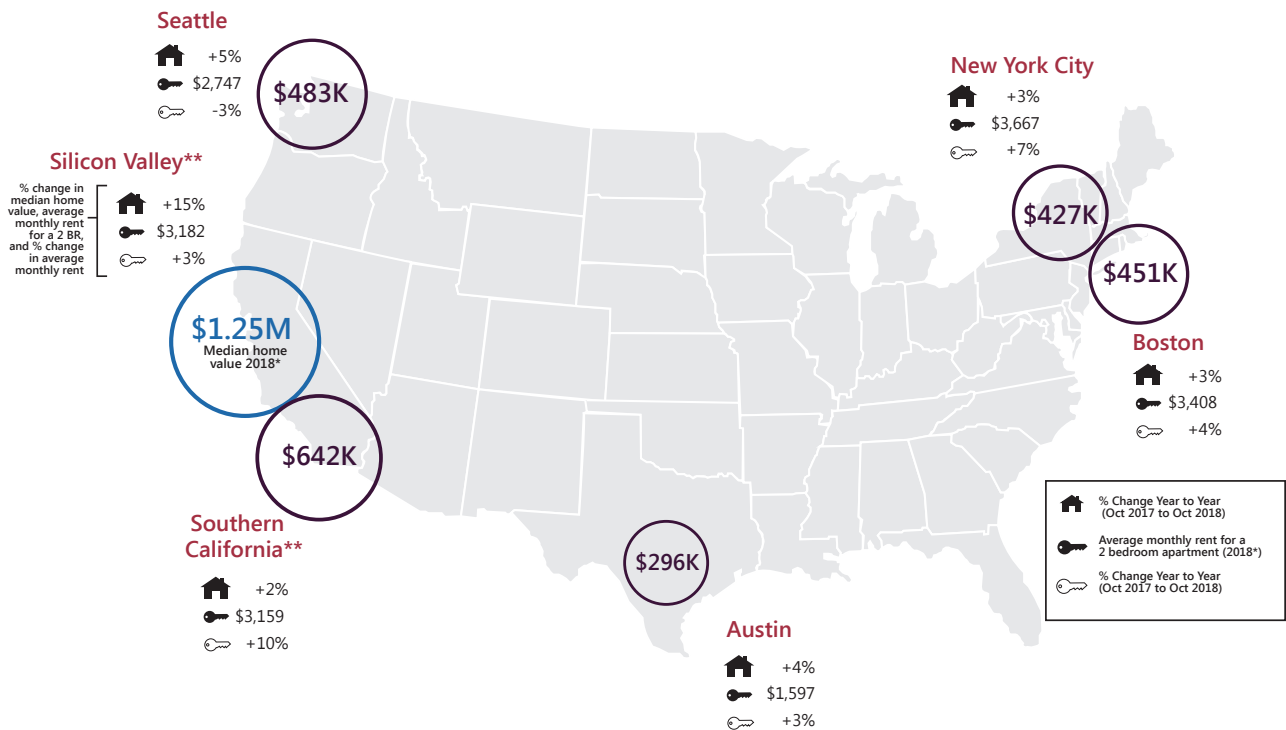 Seattle
+5%
$2,747
-3%
$483K
New York City
+3%
$3,667
+7%
$427K
Silicon Valley**
% change in
median home
value, average
monthly rent
for a 2 BR,
and % change
in average
monthly rent
+15%
$3,182
+3%
$1.25M
Median home
value 2018*
$451K
Boston
+3%
$3,408
+4%
$642K
Southern
California**
+2%
$3,159
+10%
$296K
Austin
+4%
$1,597
+3%
% Change Year to Year
(Oct 2017 to Oct 2018)
Average monthly rent for a
2 bedroom apartment (2018*)
% Change Year to Year
(Oct 2017 to Oct 2018)